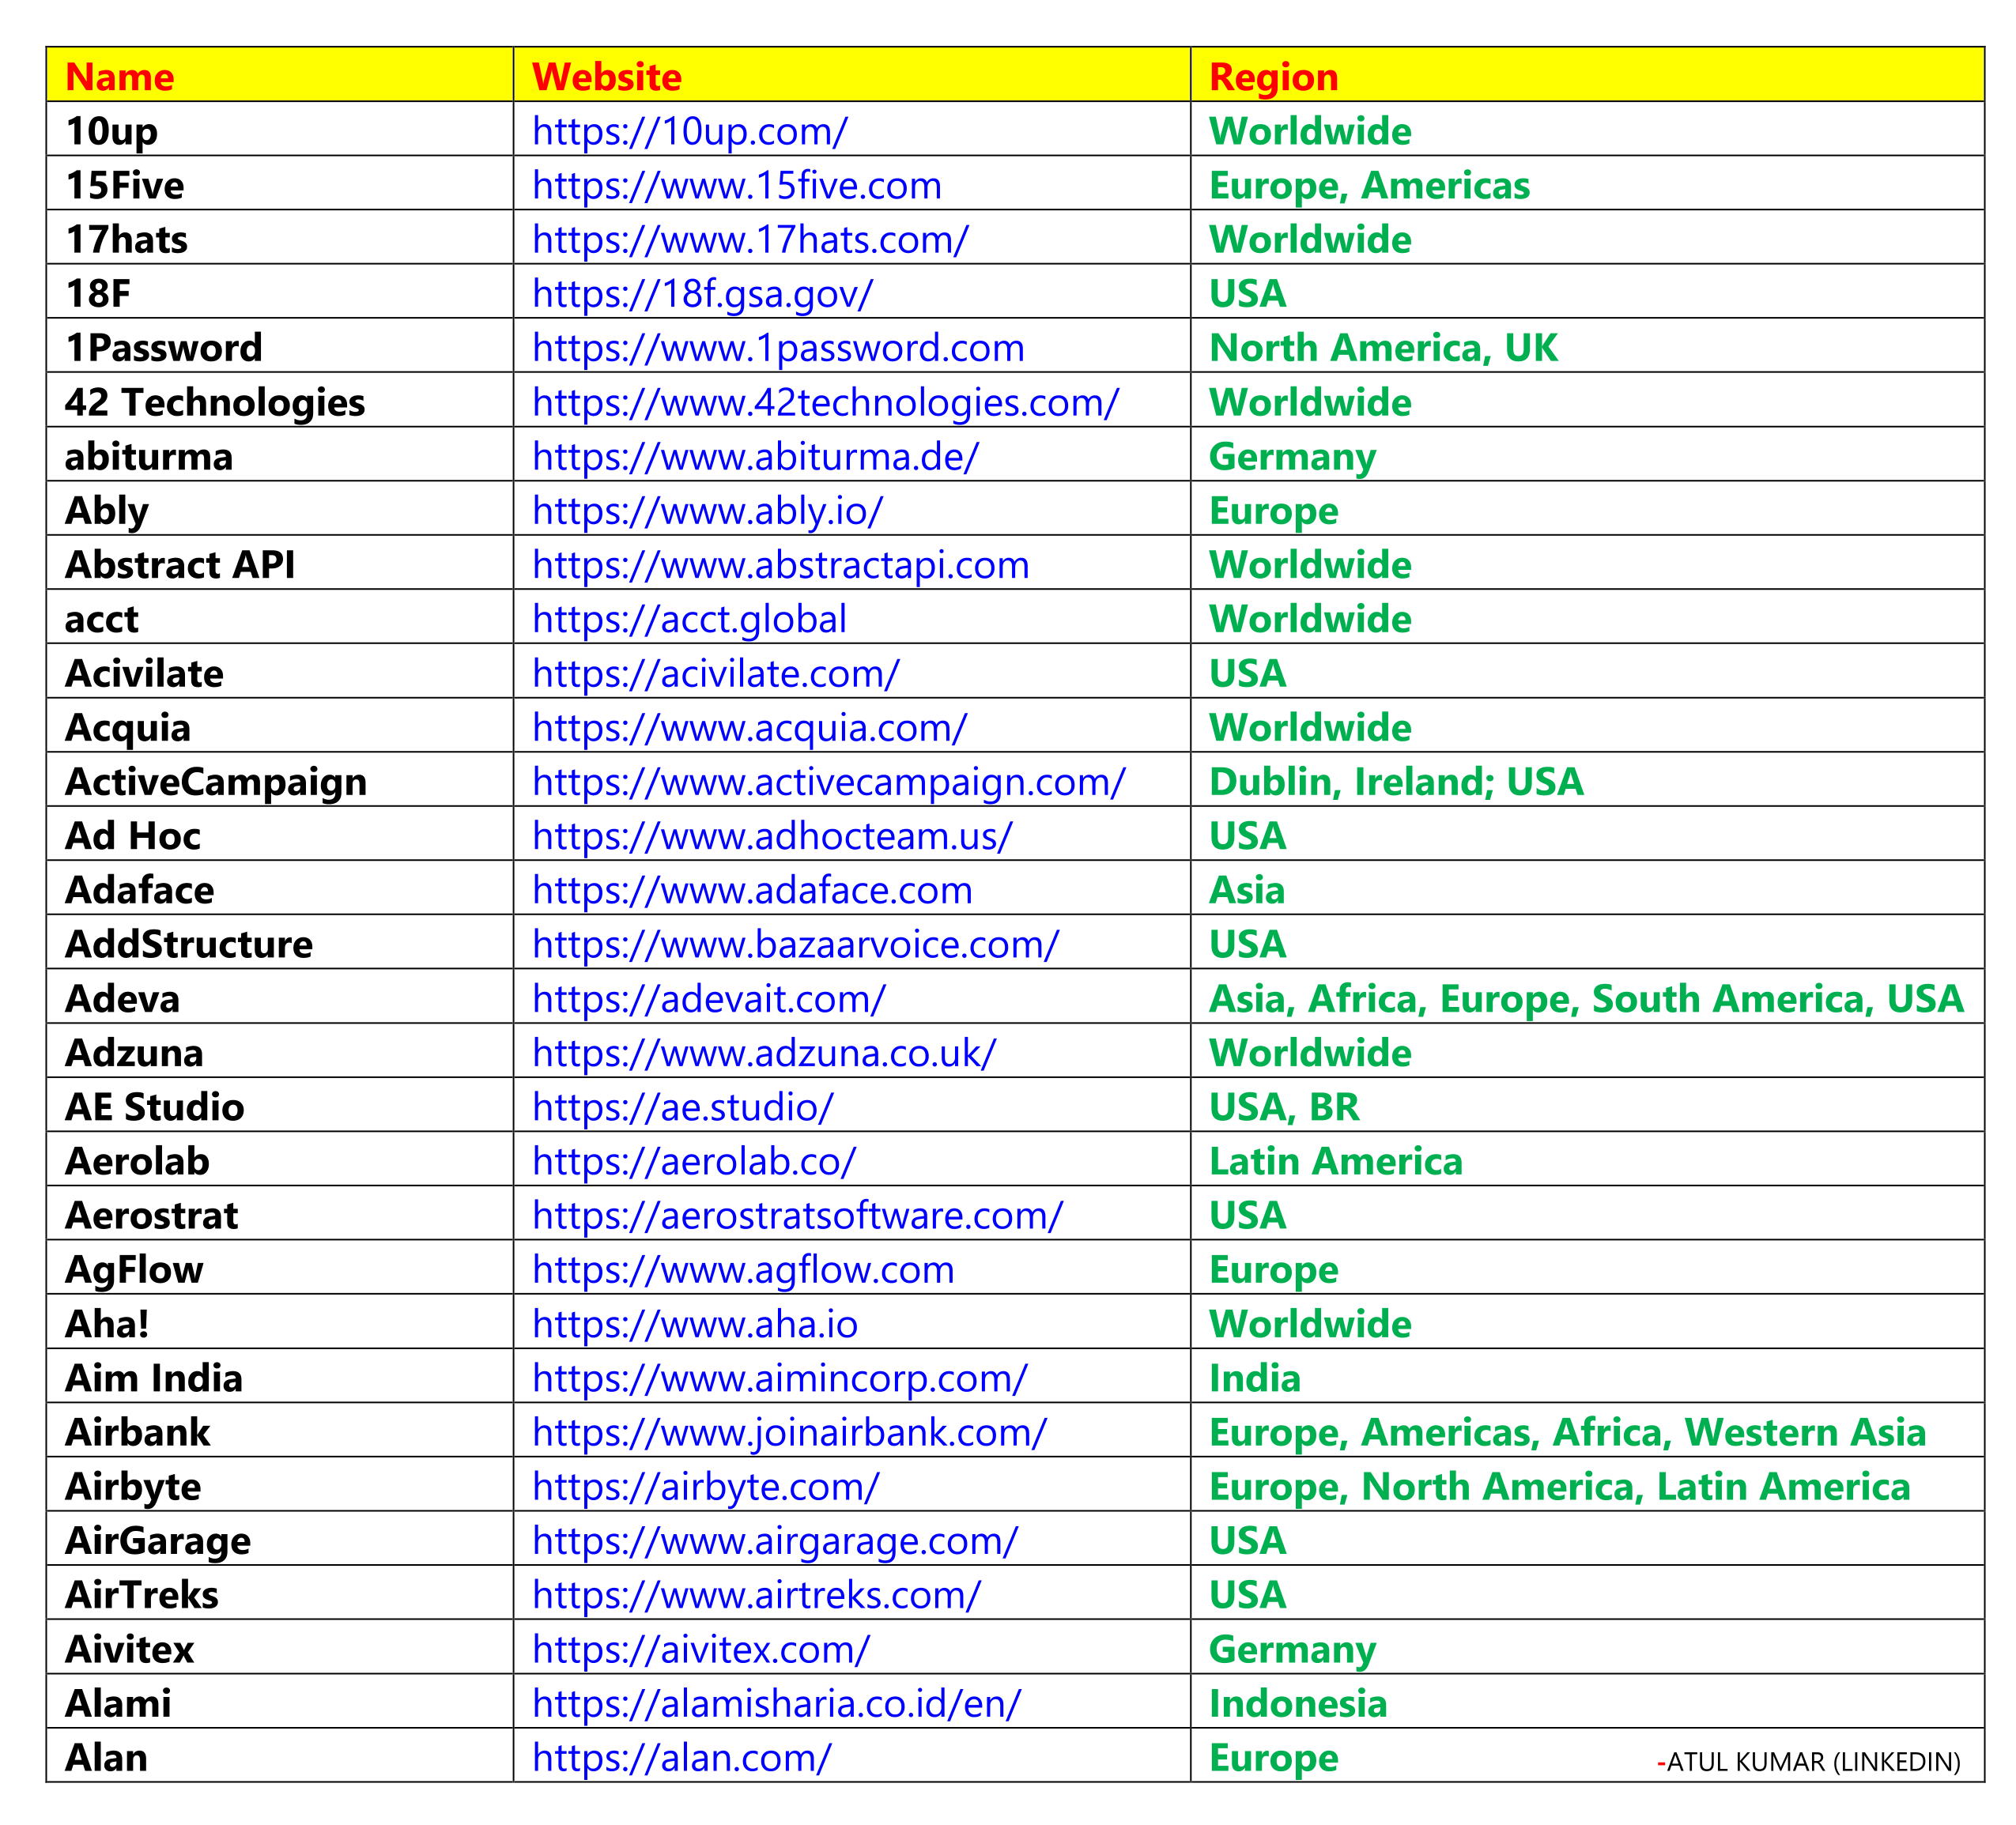 Name Website Region
10up https://10up.com/ Worldwide
15Five https://www.15five.com Europe, Americas
17hats https://www.17hats.com/ Worldwide
18F https://18f.gsa.gov/ USA
1Password https://www.1password.com North America, UK
42 Technologies https://www.42technologies.com/ Worldwide
abiturma https://www.abiturma.de/ Germany
Ably https://www.ably.io/ Europe
Abstract API https://www.abstractapi.com Worldwide
acct https://acct.global Worldwide
Acivilate https://acivilate.com/ USA
Acquia https://www.acquia.com/ Worldwide
ActiveCampaign https://www.activecampaign.com/ Dublin, Ireland; USA
Ad Hoc https://www.adhocteam.us/ USA
Adaface https://www.adaface.com Asia
AddStructure https://www.bazaarvoice.com/ USA
Adeva https://adevait.com/ Asia, Africa, Europe, South America, USA
Adzuna https://www.adzuna.co.uk/ Worldwide
AE Studio https://ae.studio/ USA, BR
Aerolab https://aerolab.co/ Latin America
Aerostrat https://aerostratsoftware.com/ USA
AgFlow https://www.agflow.com Europe
Aha! https://www.aha.io Worldwide
Aim India https://www.aimincorp.com/ India
Airbank https://www.joinairbank.com/ Europe, Americas, Africa, Western Asia
Airbyte https://airbyte.com/ Europe, North America, Latin America
AirGarage https://www.airgarage.com/ USA
AirTreks https://www.airtreks.com/ USA
Aivitex https://aivitex.com/ Germany
Alami https://alamisharia.co.id/en/ Indonesia
Alan https://alan.com/ Europe -ATUL KUMAR (LINKEDIN)